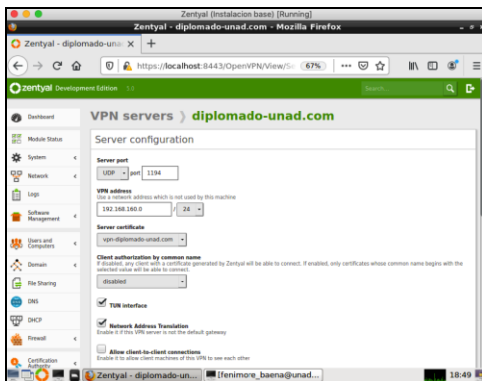 Zentyal (Instalacion base) [Running]
Zentyal - diplomado-unad.com - Mozilla Firefox
Zentyal - diplomado-unad
https://localhost:8443/OpenVPN/View/Se 67%
zentyal Development Edition 5.0 Search...
VPN servers diplomado-unad.com
Server configuration
Dashboard
Module Status
System
Network
Logs
Software
Management
Users and
Computers
Domain
File Sharing
DNS
DHCP
Firewall
Certification
Authority
Server port
UDP port 1194
VPN address
Use a network address which is not used by this machine
192.168.160.0 / 24
Server certificate
vpn-diplomado-unad.com
Client authorization by common name
If disabled, any client with a certificate generated by Zentyal will be able to connect. If enabled, only certificates whose common name begins with the
selected value will be able to connect.
disabled
TUN interface
Network Address Translation
Enable it if this VPN server is not the default gateway
Allow client-to-client connections
Enable it to allow client machines of this VPN to see each other
Zentyal - diplomado-un... [fenimore_baena@unad... 18:49